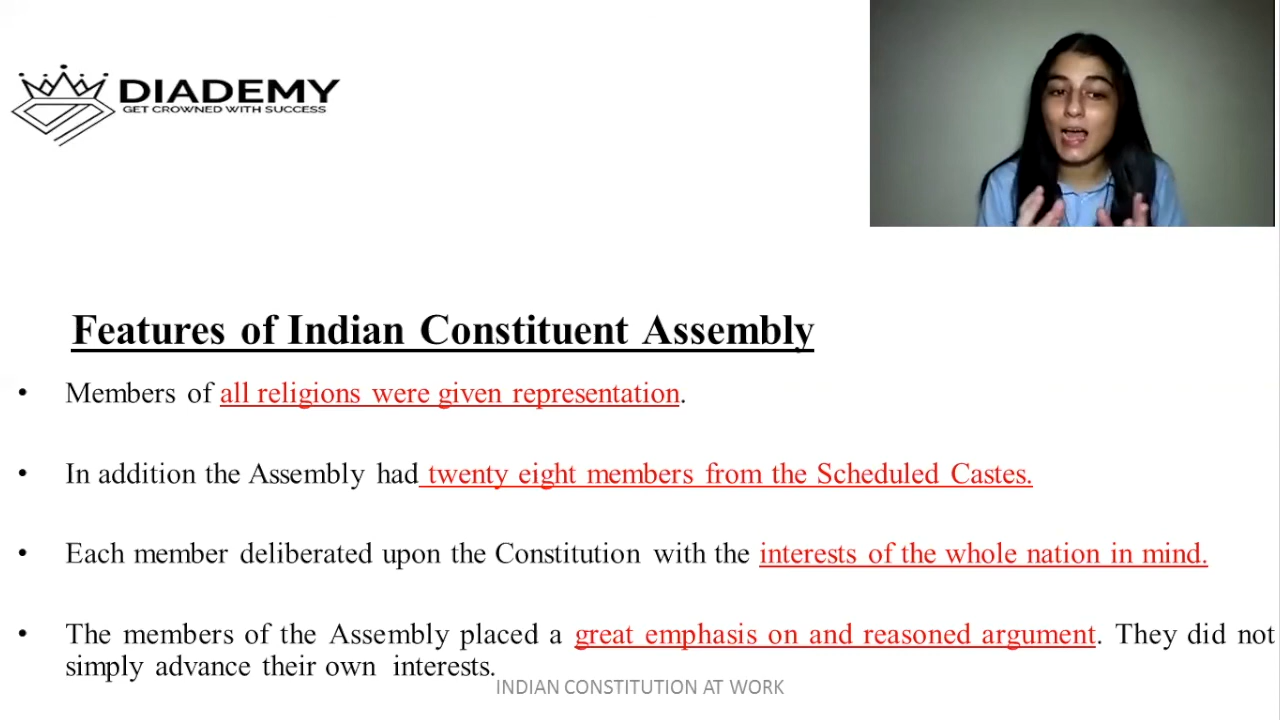 DIADEMY
GET CROWNED WITH SUCCESS
Features of Indian Constituent Assembly
• Members of all religions were given representation.
• In addition the Assembly had twenty eight members from the Scheduled Castes.
• Each member deliberated upon the Constitution with the interests of the whole nation in mind.
• The members of the Assembly placed a great emphasis on and reasoned argument. They did not
simply advance their own interests.
INDIAN CONSTITUTION AT WORK